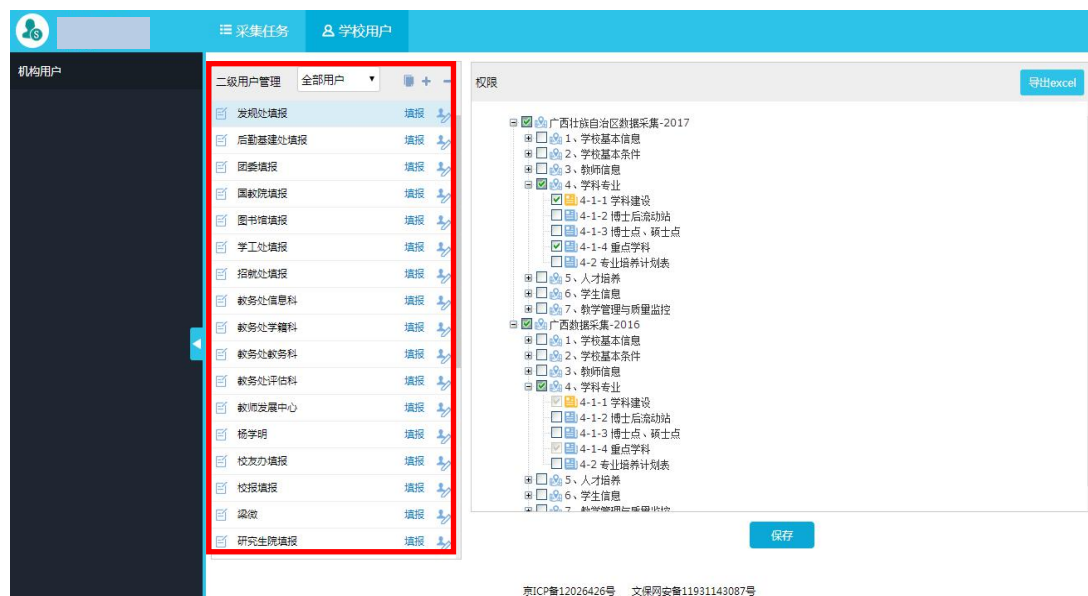 采集任务 学校用户
机构用户
二级用户管理 全部用户
发规处填报 填报
后勤基建处填报 填报
团委填报 填报
国教院填报 填报
图书馆填报 填报
学工处填报 填报
招就处填报 填报
教务处信息科 填报
教务处学籍科 填报
教务处教务科 填报
教务处评估科 填报
教师发展中心 填报
杨学明 填报
校友办填报 填报
校报填报 填报
梁微 填报
研究生院填报 填报
权限 导出excel
广西壮族自治区数据采集-2017
1、学校基本信息
2、学校基本条件
3、教师信息
4、学科专业
4-1-1 学科建设
4-1-2 博士后流动站
4-1-3 博士点、硕士点
4-1-4 重点学科
4-2 专业培养计划表
5、人才培养
6、学生信息
7、教学管理与质量监控
广西数据采集-2016
1、学校基本信息
2、学校基本条件
3、教师信息
4、学科专业
4-1-1 学科建设
4-1-2 博士后流动站
4-1-3 博士点、硕士点
4-1-4 重点学科
4-2 专业培养计划表
5、人才培养
6、学生信息
7、教学管理与质量监控
保存
京ICP备12026426号 文保网安备11931143087号